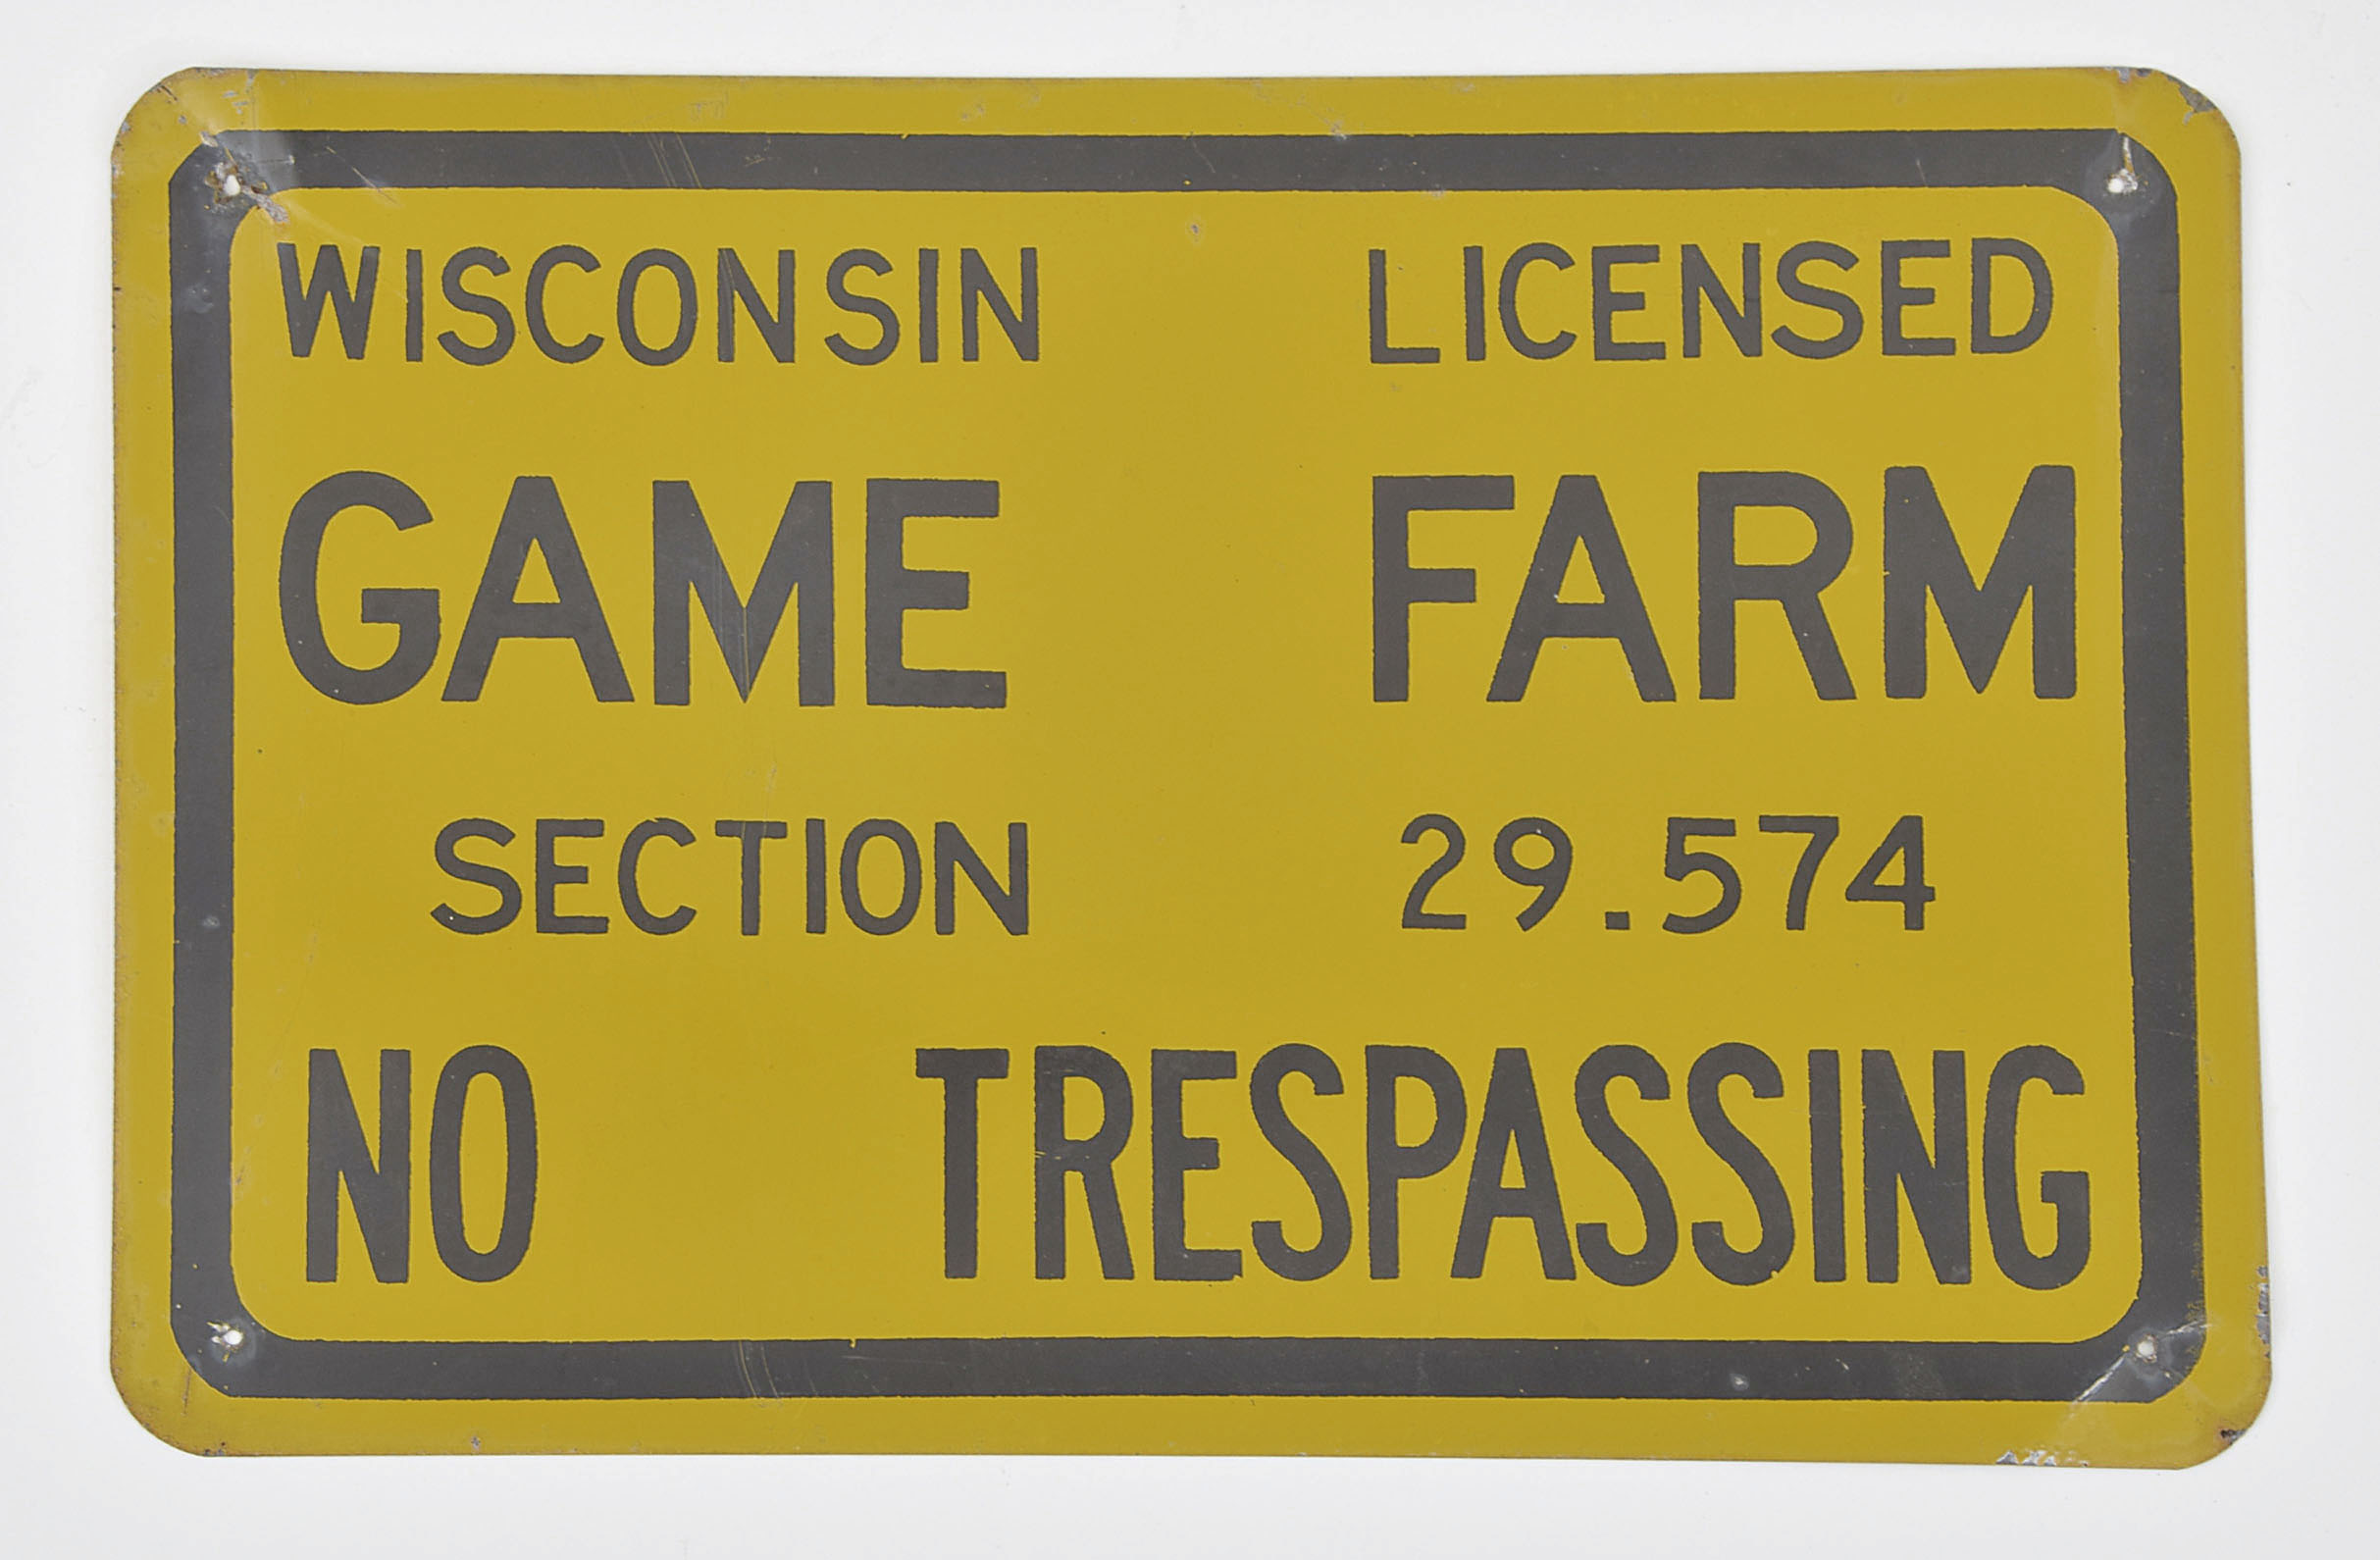 WISCONSIN LICENSED
GAME FARM
SECTION 29.574
NO TRESPASSING